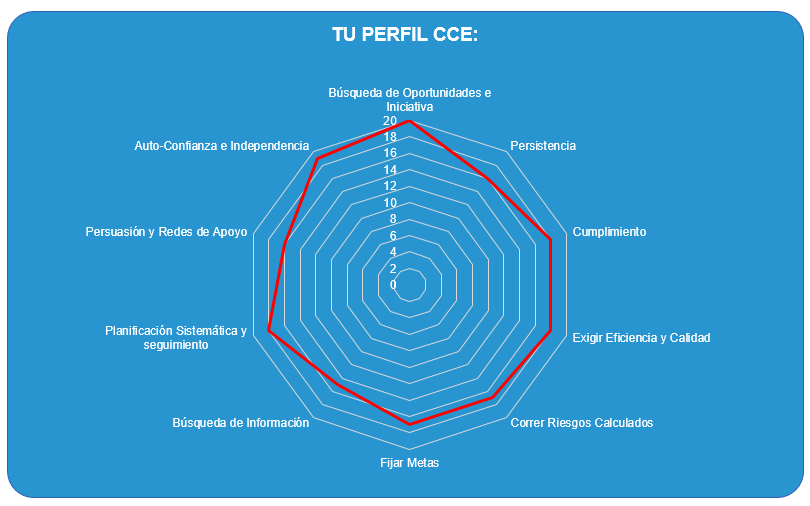 TU PERFIL CCE:
Búsqueda de Oportunidades e
Iniciativa
20
18
16
14
12
10
8
6
4
2
0
Persistencia
Cumplimiento
Exigir Eficiencia y Calidad
Correr Riesgos Calculados
Fijar Metas
Búsqueda de Información
Planificación Sistemática y
seguimiento
Persuasión y Redes de Apoyo
Auto-Confianza e Independencia